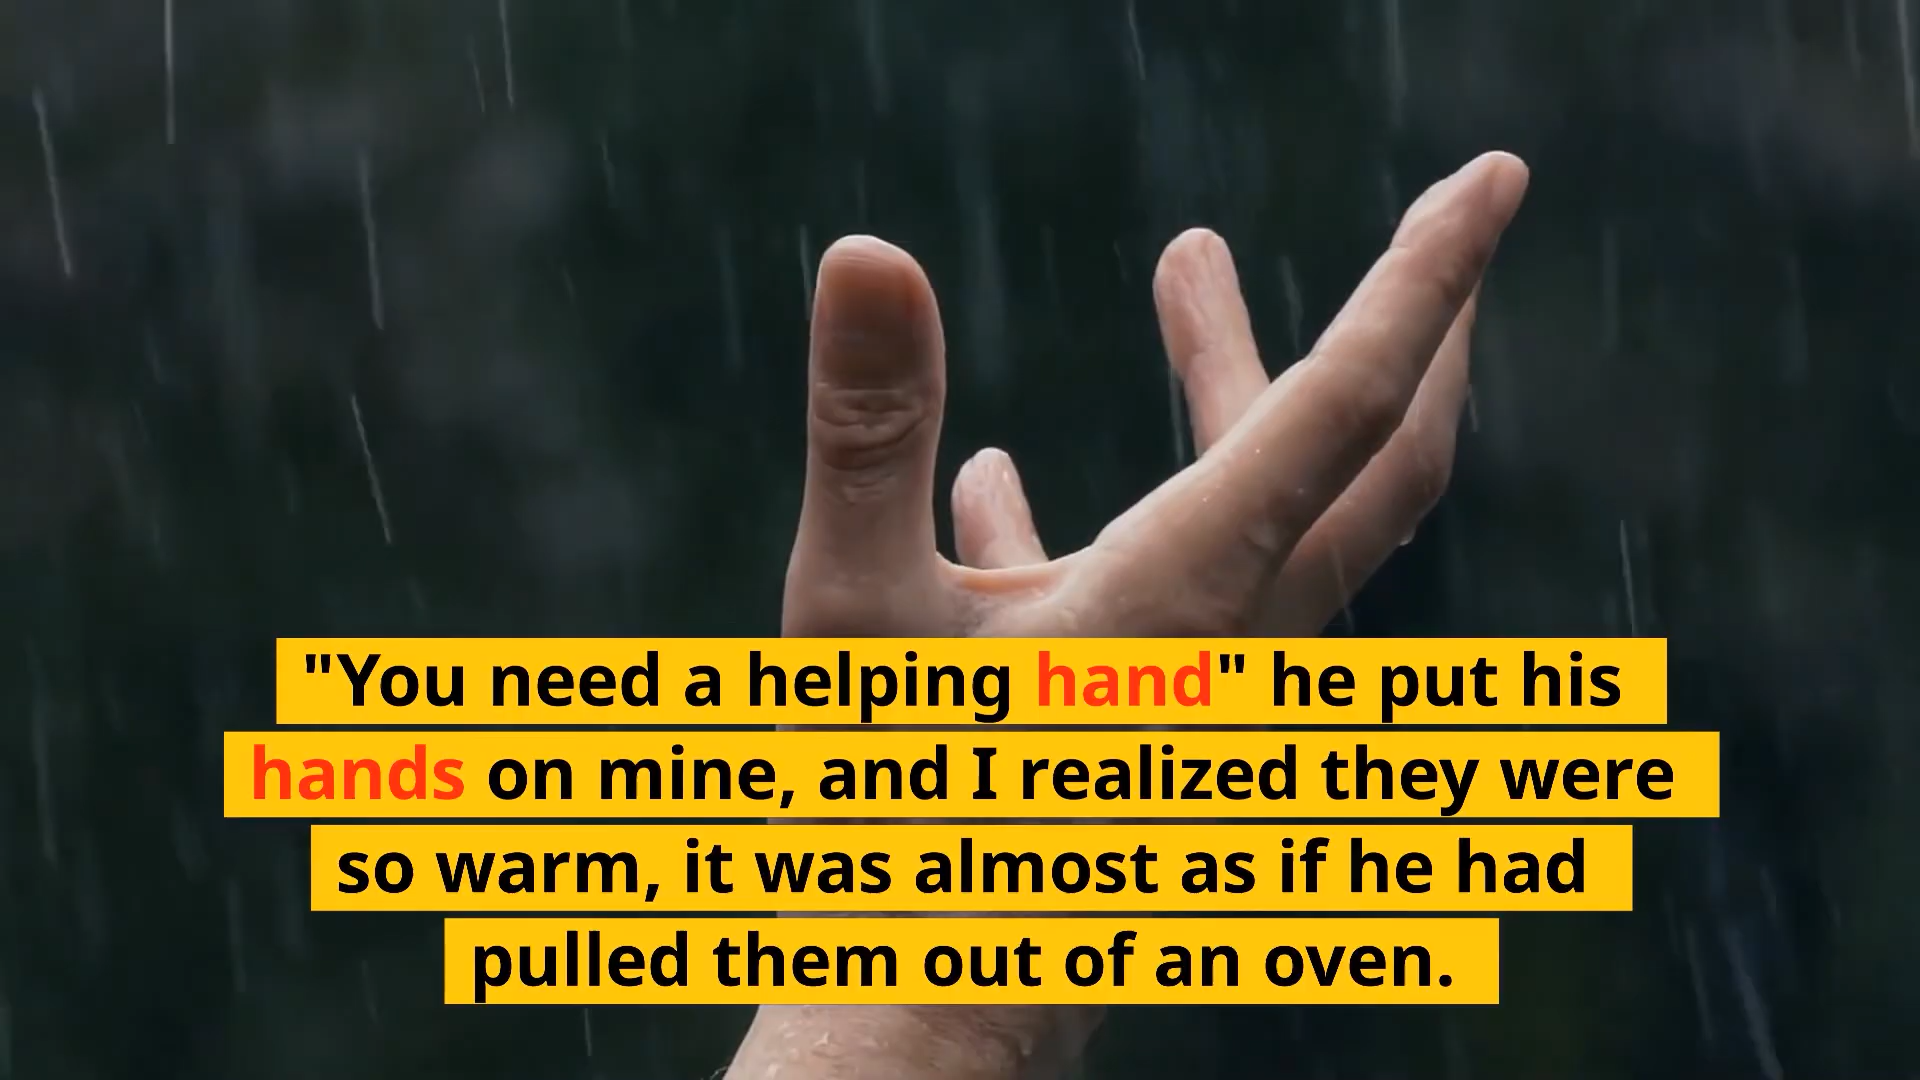 "You need a helping hand" he put his
hands on mine, and I realized they were
so warm, it was almost as if he had
pulled them out of an oven.